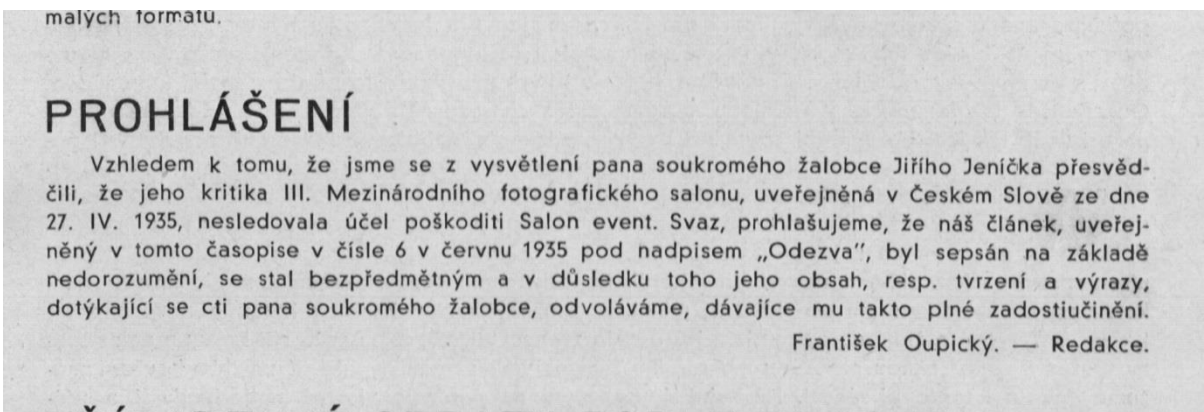 malých formátů.
PROHLÁŠENÍ
Vzhledem k tomu, že jsme se z vysvětlení pana soukromého žalobce Jiřího Jeníčka přesvěd-
čili, že jeho kritika III. Mezinárodního fotografického salonu, uveřejněná v Českém Slově ze dne
27. IV. 1935, nesledovala účel poškoditi Salon event. Svaz, prohlašujeme, že náš článek, uveřej-
něný v tomto časopise v čísle 6 v červnu 1935 pod nadpisem „Odezva", byl sepsán na základě
nedorozumění, se stal bezpředmětným a v důsledku toho jeho obsah, resp. tvrzení a výrazy,
dotýkající se cti pana soukromého žalobce, odvoláváme, dávajíce mu takto plné zadostiučinění.
František Oupický. — Redakce.